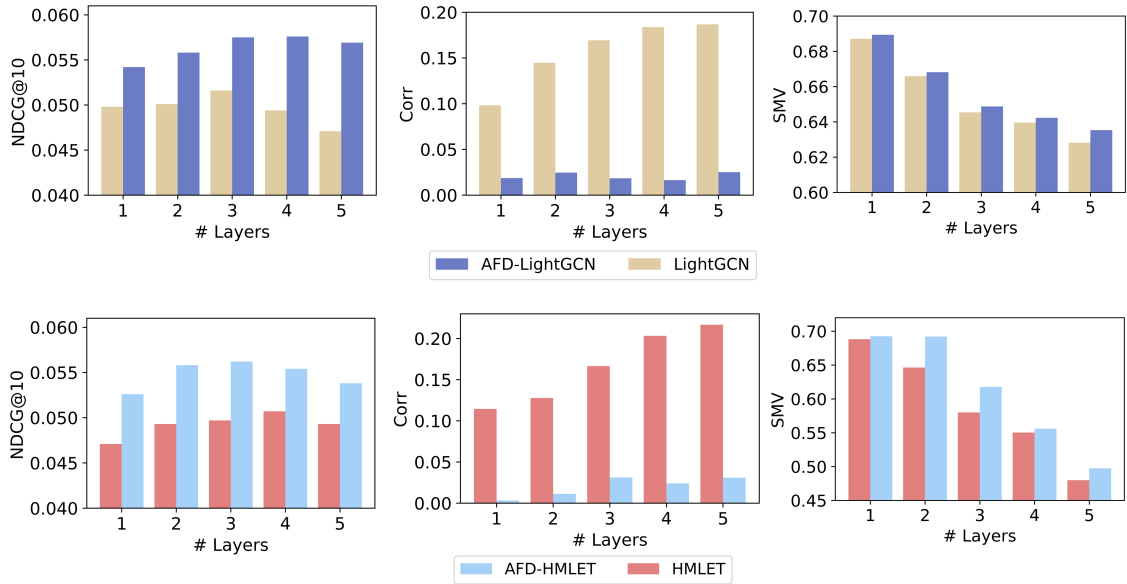 NDCG@10
0.060
0.055
0.050
0.045
0.040
1 2 3 4 5
# Layers
Corr
0.20
0.15
0.10
0.05
0.00
1 2 3 4 5
# Layers
SMV
0.70
0.68
0.66
0.64
0.62
0.60
1 2 3 4 5
# Layers
AFD-LightGCN LightGCN
NDCG@10
0.060
0.055
0.050
0.045
0.040
1 2 3 4 5
# Layers
Corr
0.20
0.15
0.10
0.05
0.00
1 2 3 4 5
# Layers
SMV
0.70
0.65
0.60
0.55
0.50
0.45
1 2 3 4 5
# Layers
AFD-HMLET HMLET